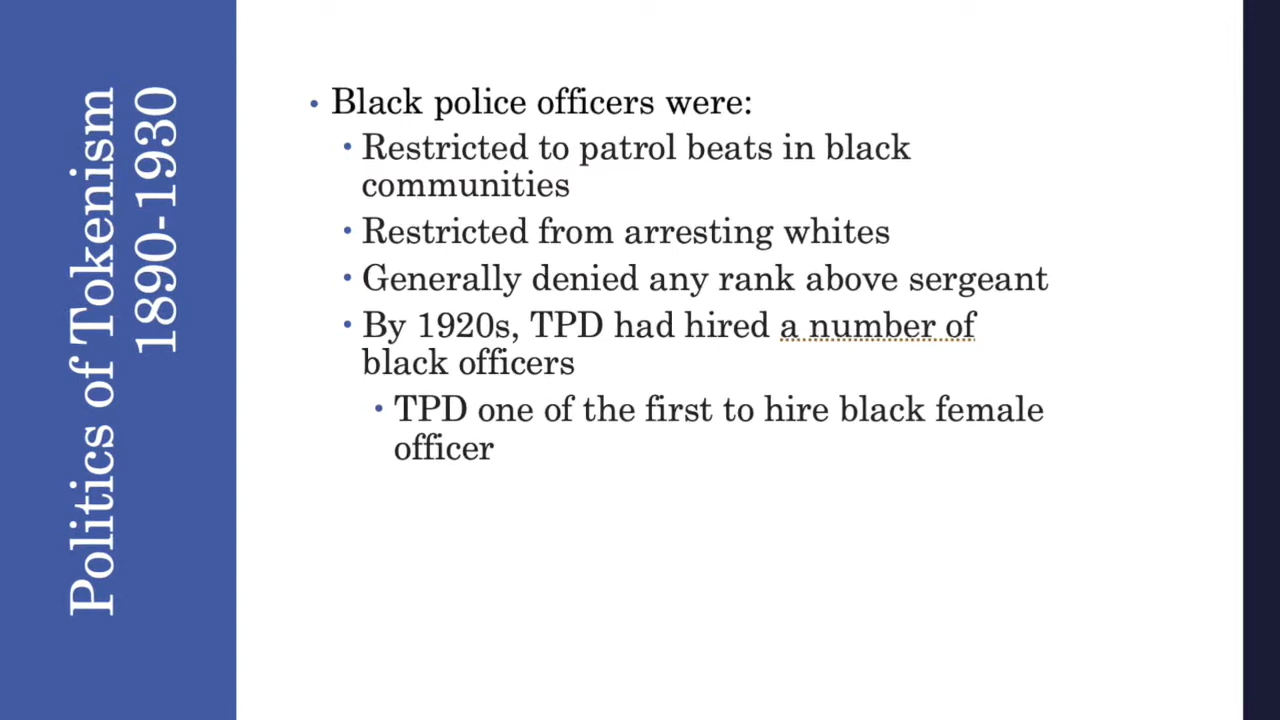 Politics of Tokenism
1890-1930
• Black police officers were:
• Restricted to patrol beats in black
communities
• Restricted from arresting whites
• Generally denied any rank above sergeant
• By 1920s, TPD had hired a number of
black officers
• TPD one of the first to hire black female
officer